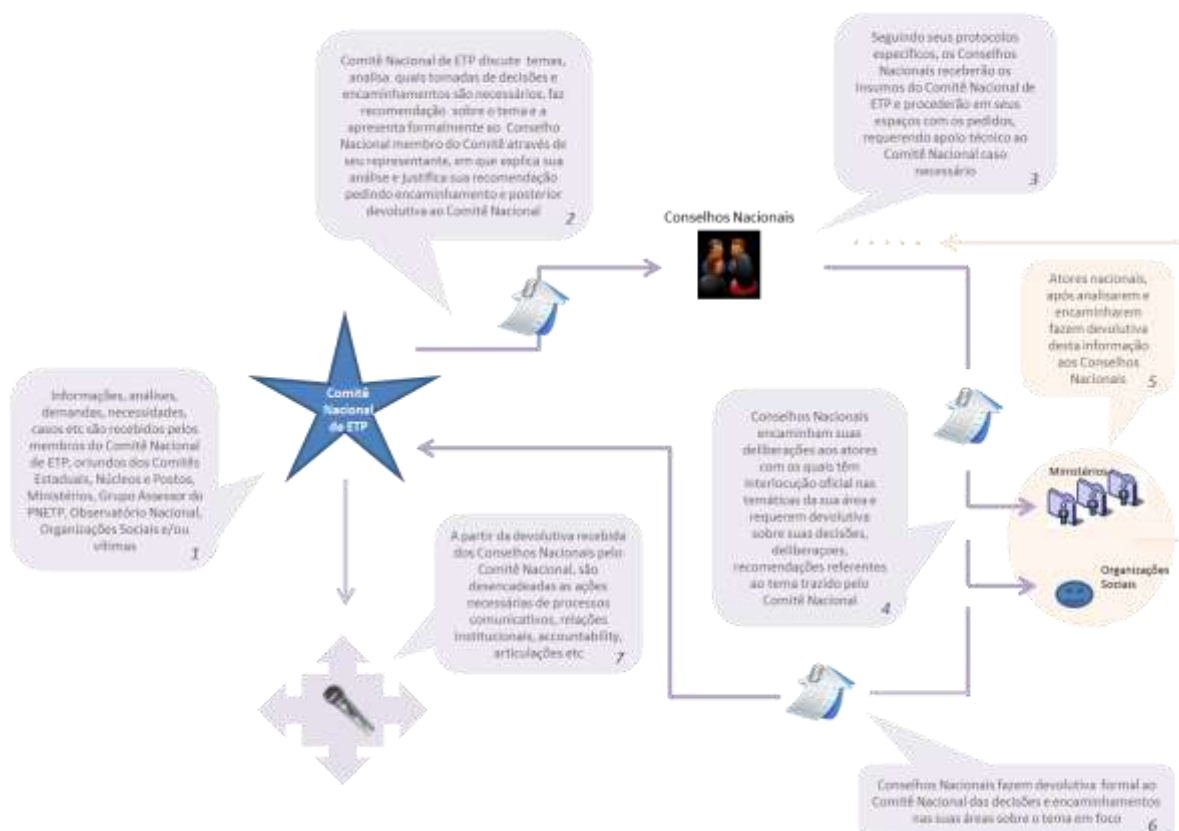 Comitê Nacional de ETP discute temas,
analisa quais tomadas de decisões e
encaminhamentos são necessários, faz
recomendação sobre o tema e a
apresenta formalmente ao Conselho
Nacional membro do Comitê através de
seu representante, em que explica sua
análise e justifica sua recomendação
pedindo encaminhamento e posterior
devolutiva ao Comitê Nacional
2
Seguindo seus protocolos
específicos, os Conselhos
Nacionais receberão os
insumos do Comitê Nacional de
ETP e procederão em seus
espaços com os pedidos,
requerendo apoio técnico ao
Comitê Nacional caso
necessário
3
Conselhos Nacionais
Atores nacionais,
após analisarem e
encaminharem
fazem devolutiva
desta informação
aos Conselhos
Nacionais
5
Comitê
Nacional
de ETP
Informações, análises,
demandas, necessidades,
casos etc são recebidos pelos
membros do Comitê Nacional
de ETP, oriundos dos Comitês
Estaduais, Núcleos e Postos,
Ministérios, Grupo Assessor do
PNETP, Observatório Nacional,
Organizações Sociais e/ou
vítimas
1
Conselhos Nacionais
encaminham suas
deliberações aos atores
com os quais têm
interlocução oficial nas
temáticas da sua área e
requerem devolutiva
sobre suas decisões,
deliberaçoes,
recomendações referentes
ao tema trazido pelo
Comitê Nacional
4
Ministérios
Organizações
Sociais
A partir da devolutiva recebida
dos Conselhos Nacionais pelo
Comitê Nacional, são
desencadeadas as ações
necessárias de processos
comunicativos, relações
institucionais, accountability,
articulações etc
7
Conselhos Nacionais fazem devolutiva formal ao
Comitê Nacional das decisões e encaminhamentos
nas suas áreas sobre o tema em foco
6